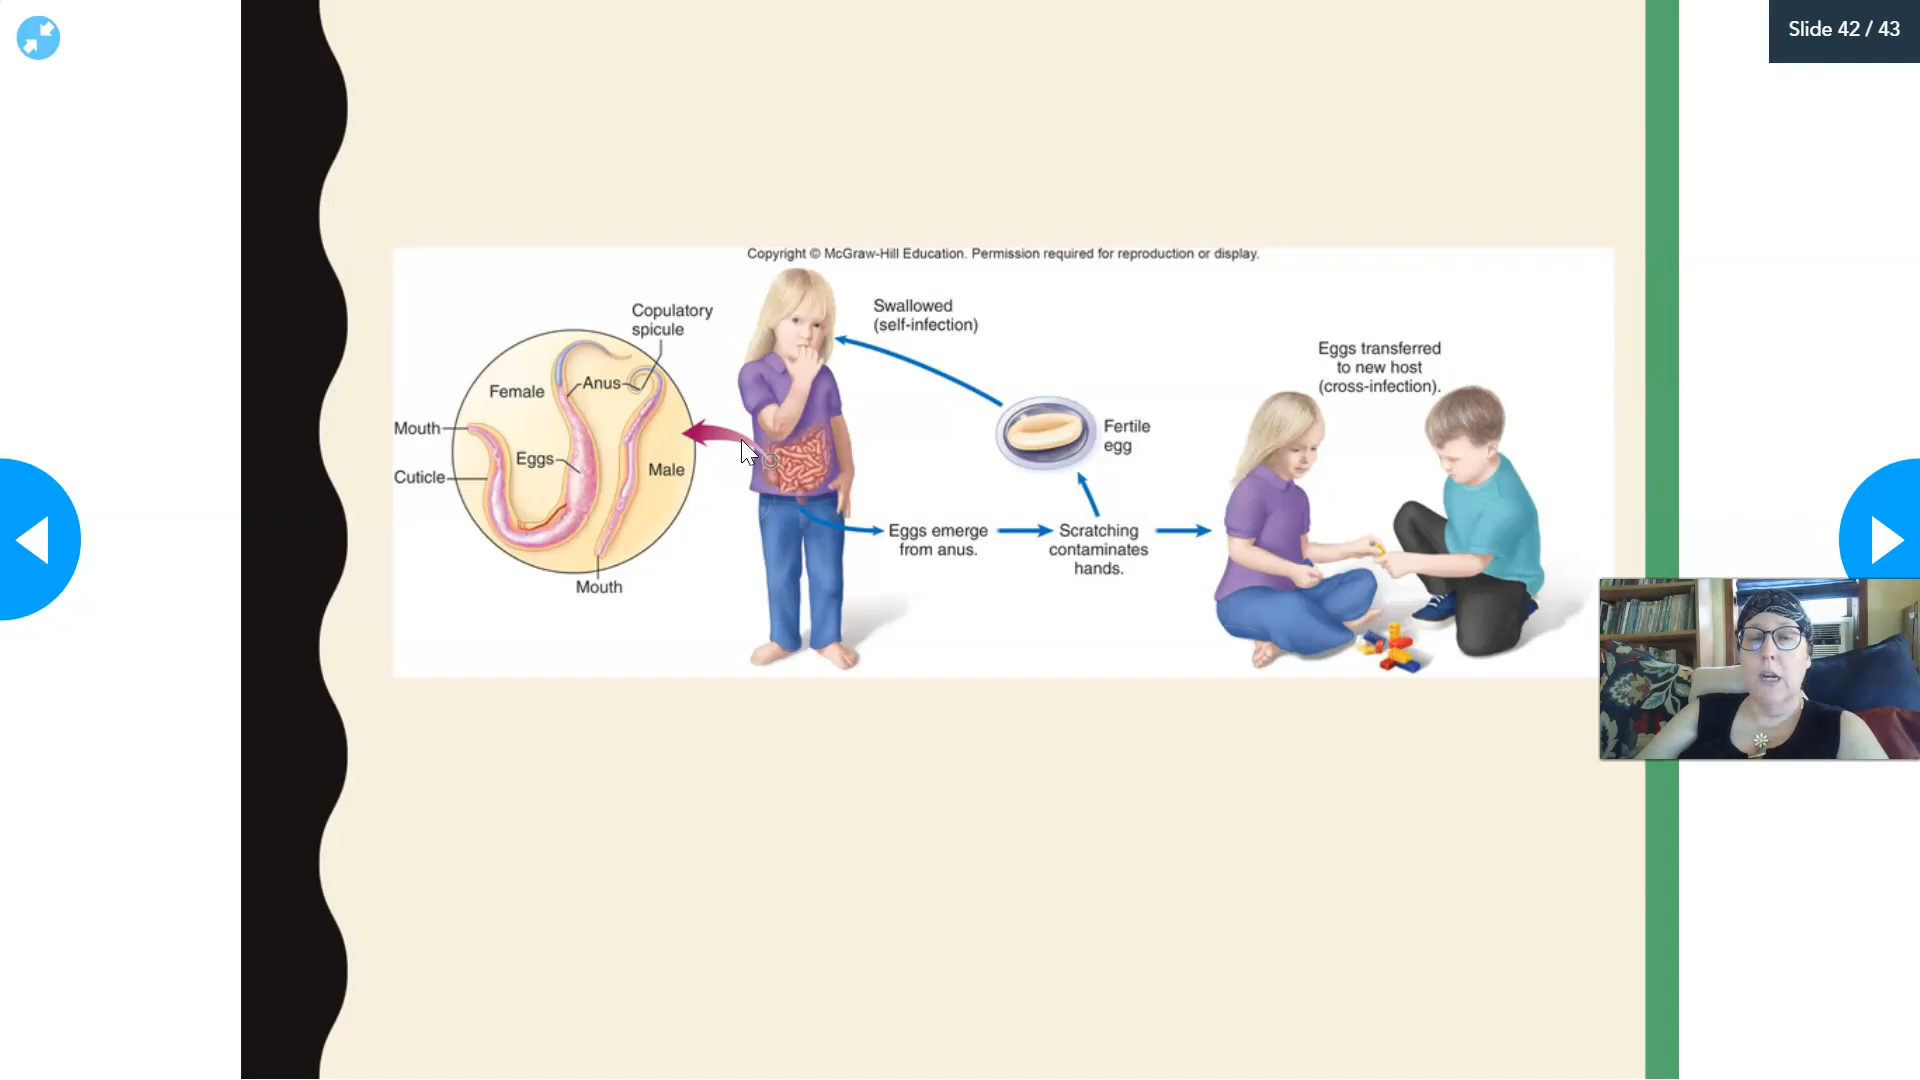 Slide 42 / 43
Copyright © McGraw-Hill Education. Permission required for reproduction or display.
Copulatory
spicule
Female
Anus
Mouth
Eggs
Cuticle
Male
Mouth
Swallowed
(self-infection)
Fertile
egg
Eggs emerge
from anus.
Scratching
contaminates
hands.
Eggs transferred
to new host
(cross-infection).